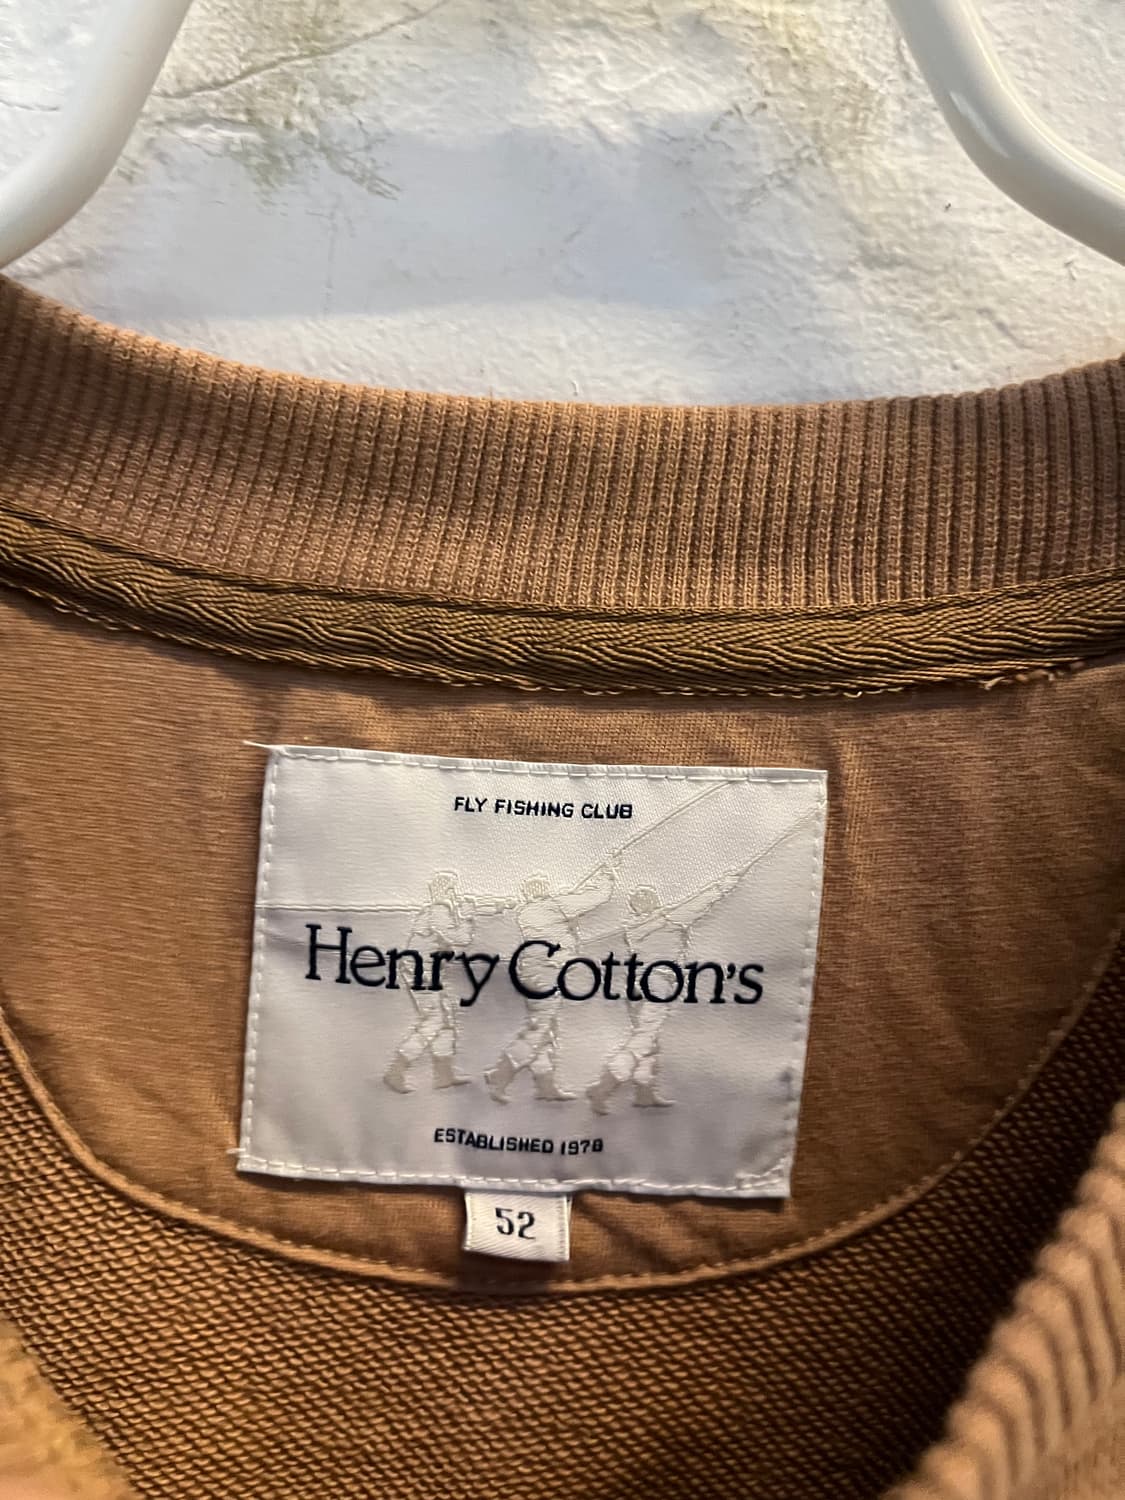 FLY FISHING CLUB
Henry Cotton's
ESTABLISHED 1978
52